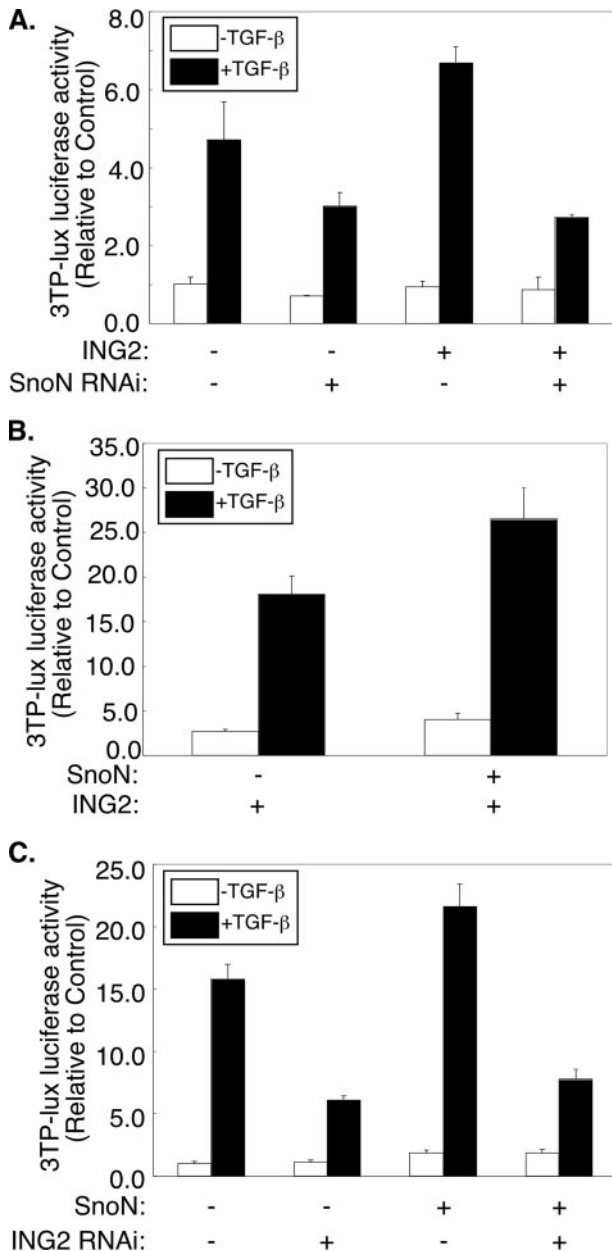 A.
3TP-lux luciferase activity
(Relative to Control)
8.0
6.0
4.0
2.0
0.0
-TGF-β
+TGF-β
ING2: - - + +
SnoN RNAi: - + - +
B.
3TP-lux luciferase activity
(Relative to Control)
35.0
30.0
25.0
20.0
15.0
10.0
5.0
0.0
-TGF-β
+TGF-β
SnoN: - +
ING2: + +
C.
3TP-lux luciferase activity
(Relative to Control)
25.0
20.0
15.0
10.0
5.0
0.0
-TGF-β
+TGF-β
SnoN: - - + +
ING2 RNAi: - + - +